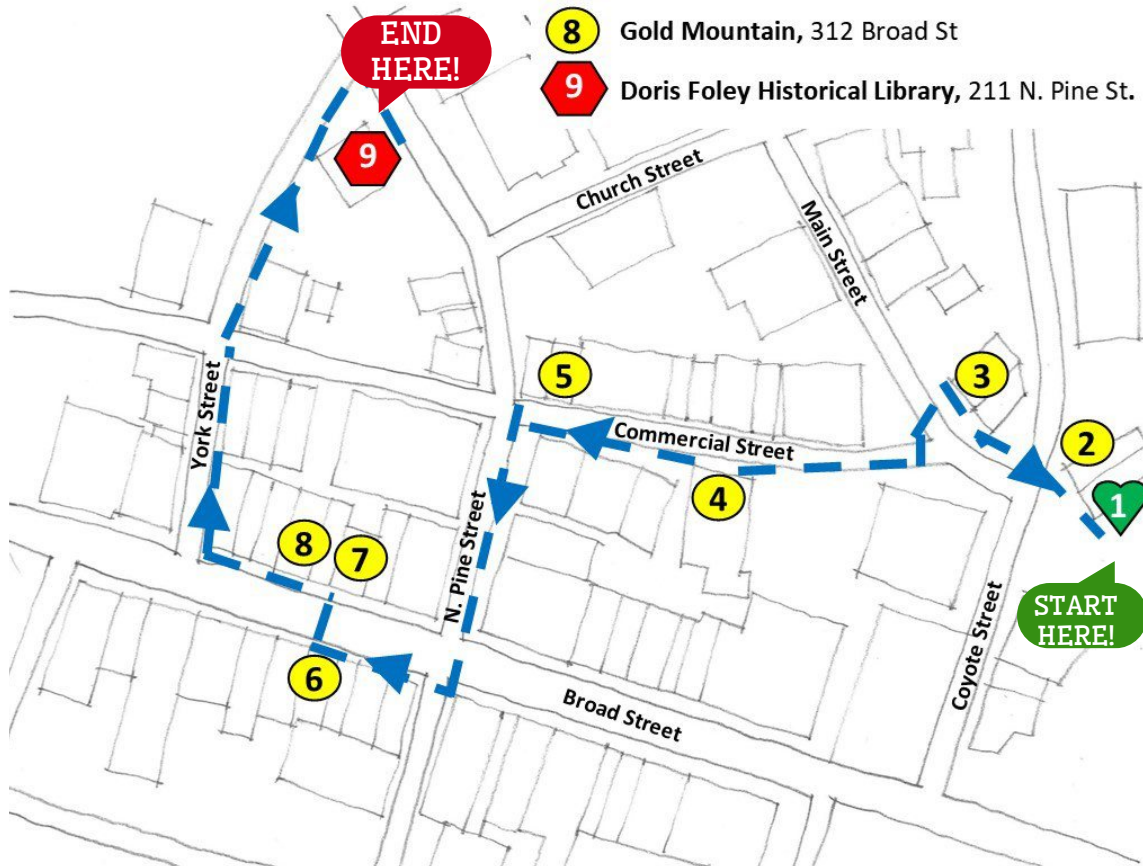 END
HERE!
8 Gold Mountain, 312 Broad St
9 Doris Foley Historical Library, 211 N. Pine St.
9
Church Street
Main Street
5
3
Commercial Street
2
York Street
4
1
N. Pine Street
8
7
START
HERE!
6
Coyote Street
Broad Street